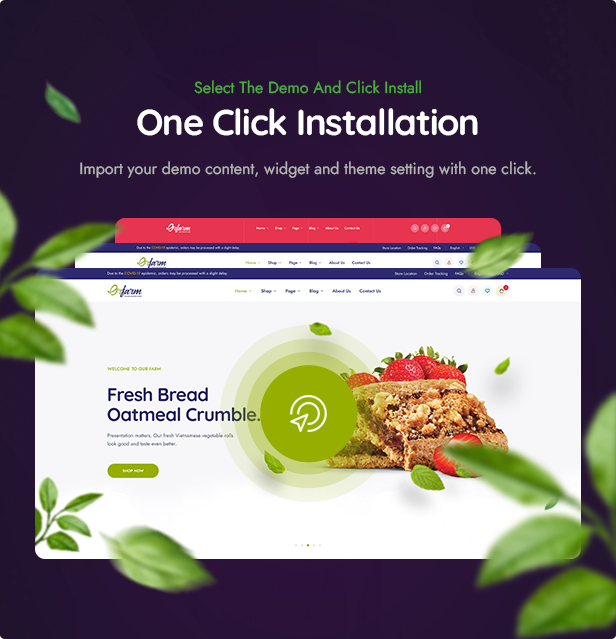 Select The Demo And Click Install
One Click Installation
Import your demo content, widget and theme setting with one click.
Orfarm
Home Shop Page Blog About Us Contact Us
Due to the COVID-19 epidemic, orders may be processed with a slight delay
Store Location Order Tracking FAQs English
Orfarm
Home Shop Page Blog About Us Contact Us
Due to the COVID-19 epidemic, orders may be processed with a slight delay
Store Location Order Tracking FAQs
Orfarm
Home Shop Page Blog About Us Contact Us
WELCOME TO OUR FARM
Fresh Bread
Oatmeal Crumble.
Presentation matters. Our fresh Vietnamese vegetable rolls
look good and taste even better.
SHOP NOW